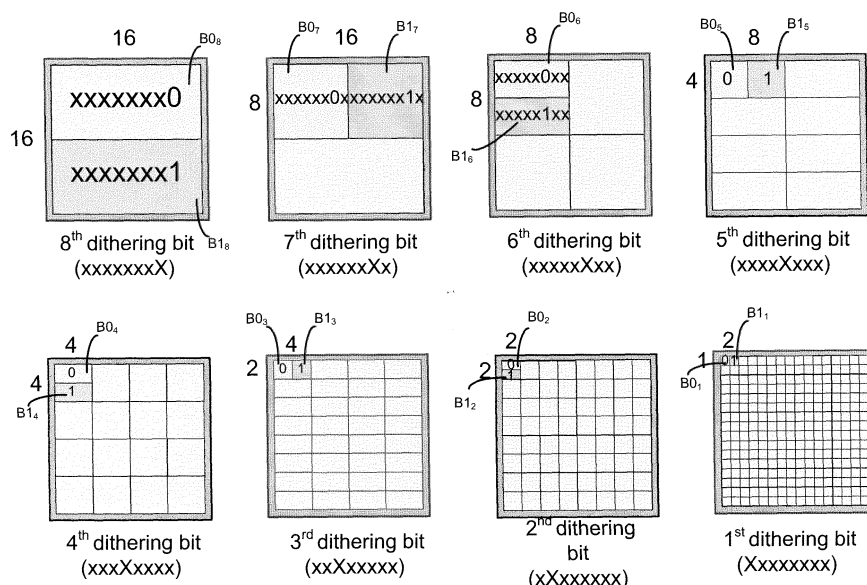 16
B0₈
16
xxxxxxx0
xxxxxxx1
B1₈
8th dithering bit
(xxxxxxxX)
B0₇
16
B1₇
8
xxxxxx0xxxxxxx1x
7th dithering bit
(xxxxxxXx)
8
B0₆
8
xxxxx0xx
xxxxx1xx
B1₆
6th dithering bit
(xxxxxXxx)
B0₅
8
B1₅
4
0
1
5th dithering bit
(xxxxXxxx)
4
B0₄
4
0
1
B1₄
4th dithering bit
(xxxXxxxx)
B0₃
4
B1₃
2
0
1
3rd dithering bit
(xxXxxxxx)
2
B0₂
2
0
1
B1₂
2nd dithering
bit
(xXxxxxxx)
2
B1₁
1
0
1
B0₁
1st dithering bit
(Xxxxxxxx)